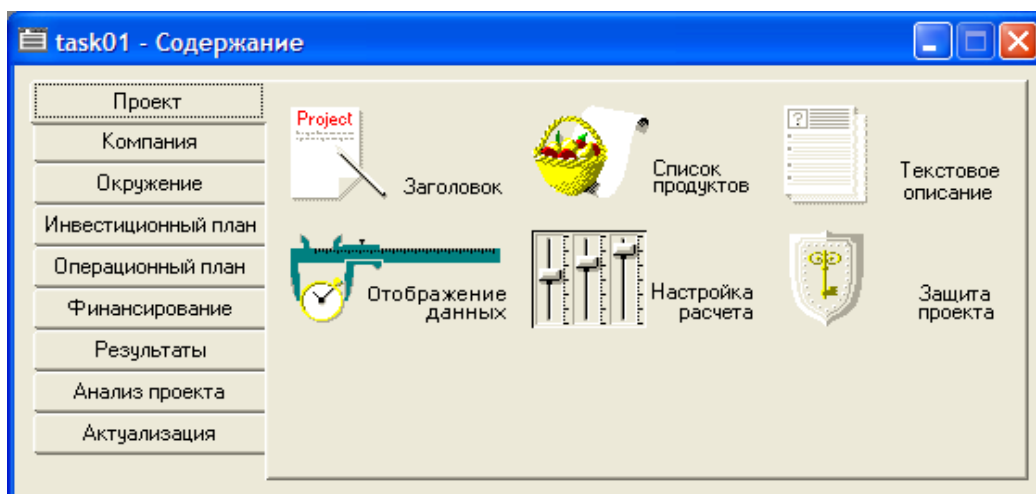 task01 - Содержание
Проект
Компания
Окружение
Инвестиционный план
Операционный план
Финансирование
Результаты
Анализ проекта
Актуализация
Project
Заголовок
Список
продуктов
?
Текстовое
описание
Отображение
данных
Настройка
расчета
Защита
проекта